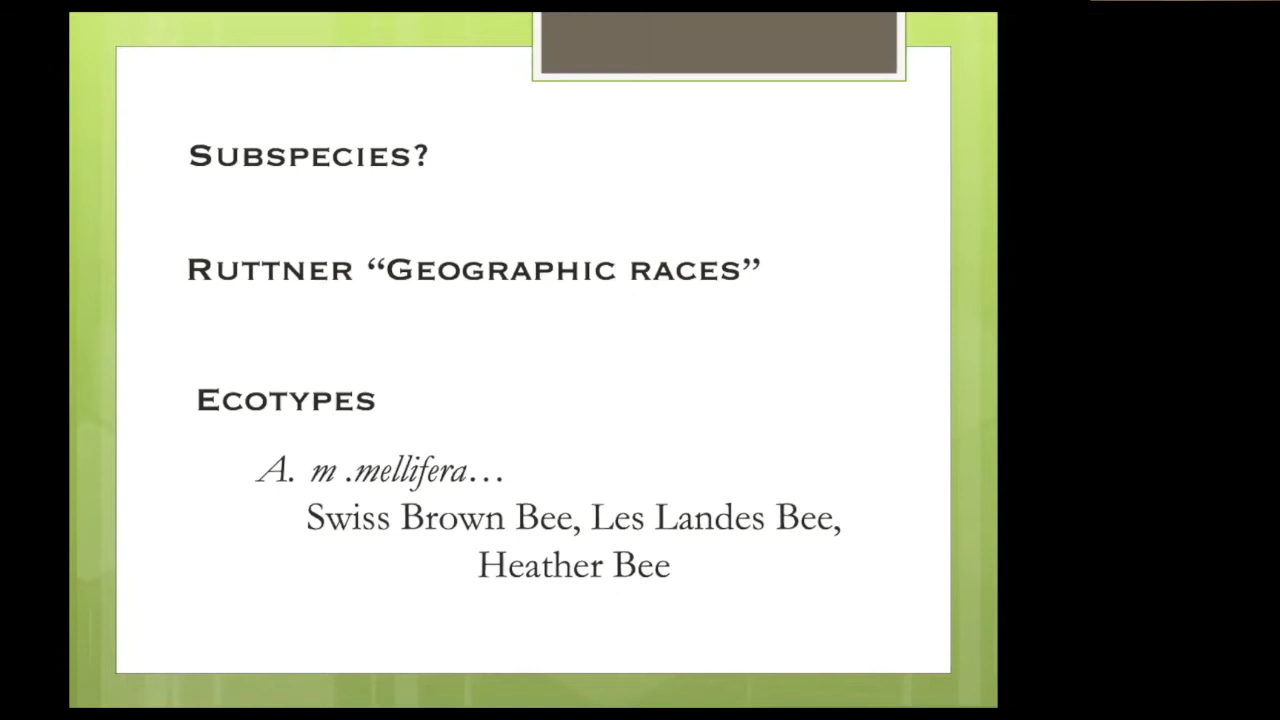 Subspecies?
Ruttner “Geographic races”
Ecotypes
A. m .mellifera…
Swiss Brown Bee, Les Landes Bee,
Heather Bee